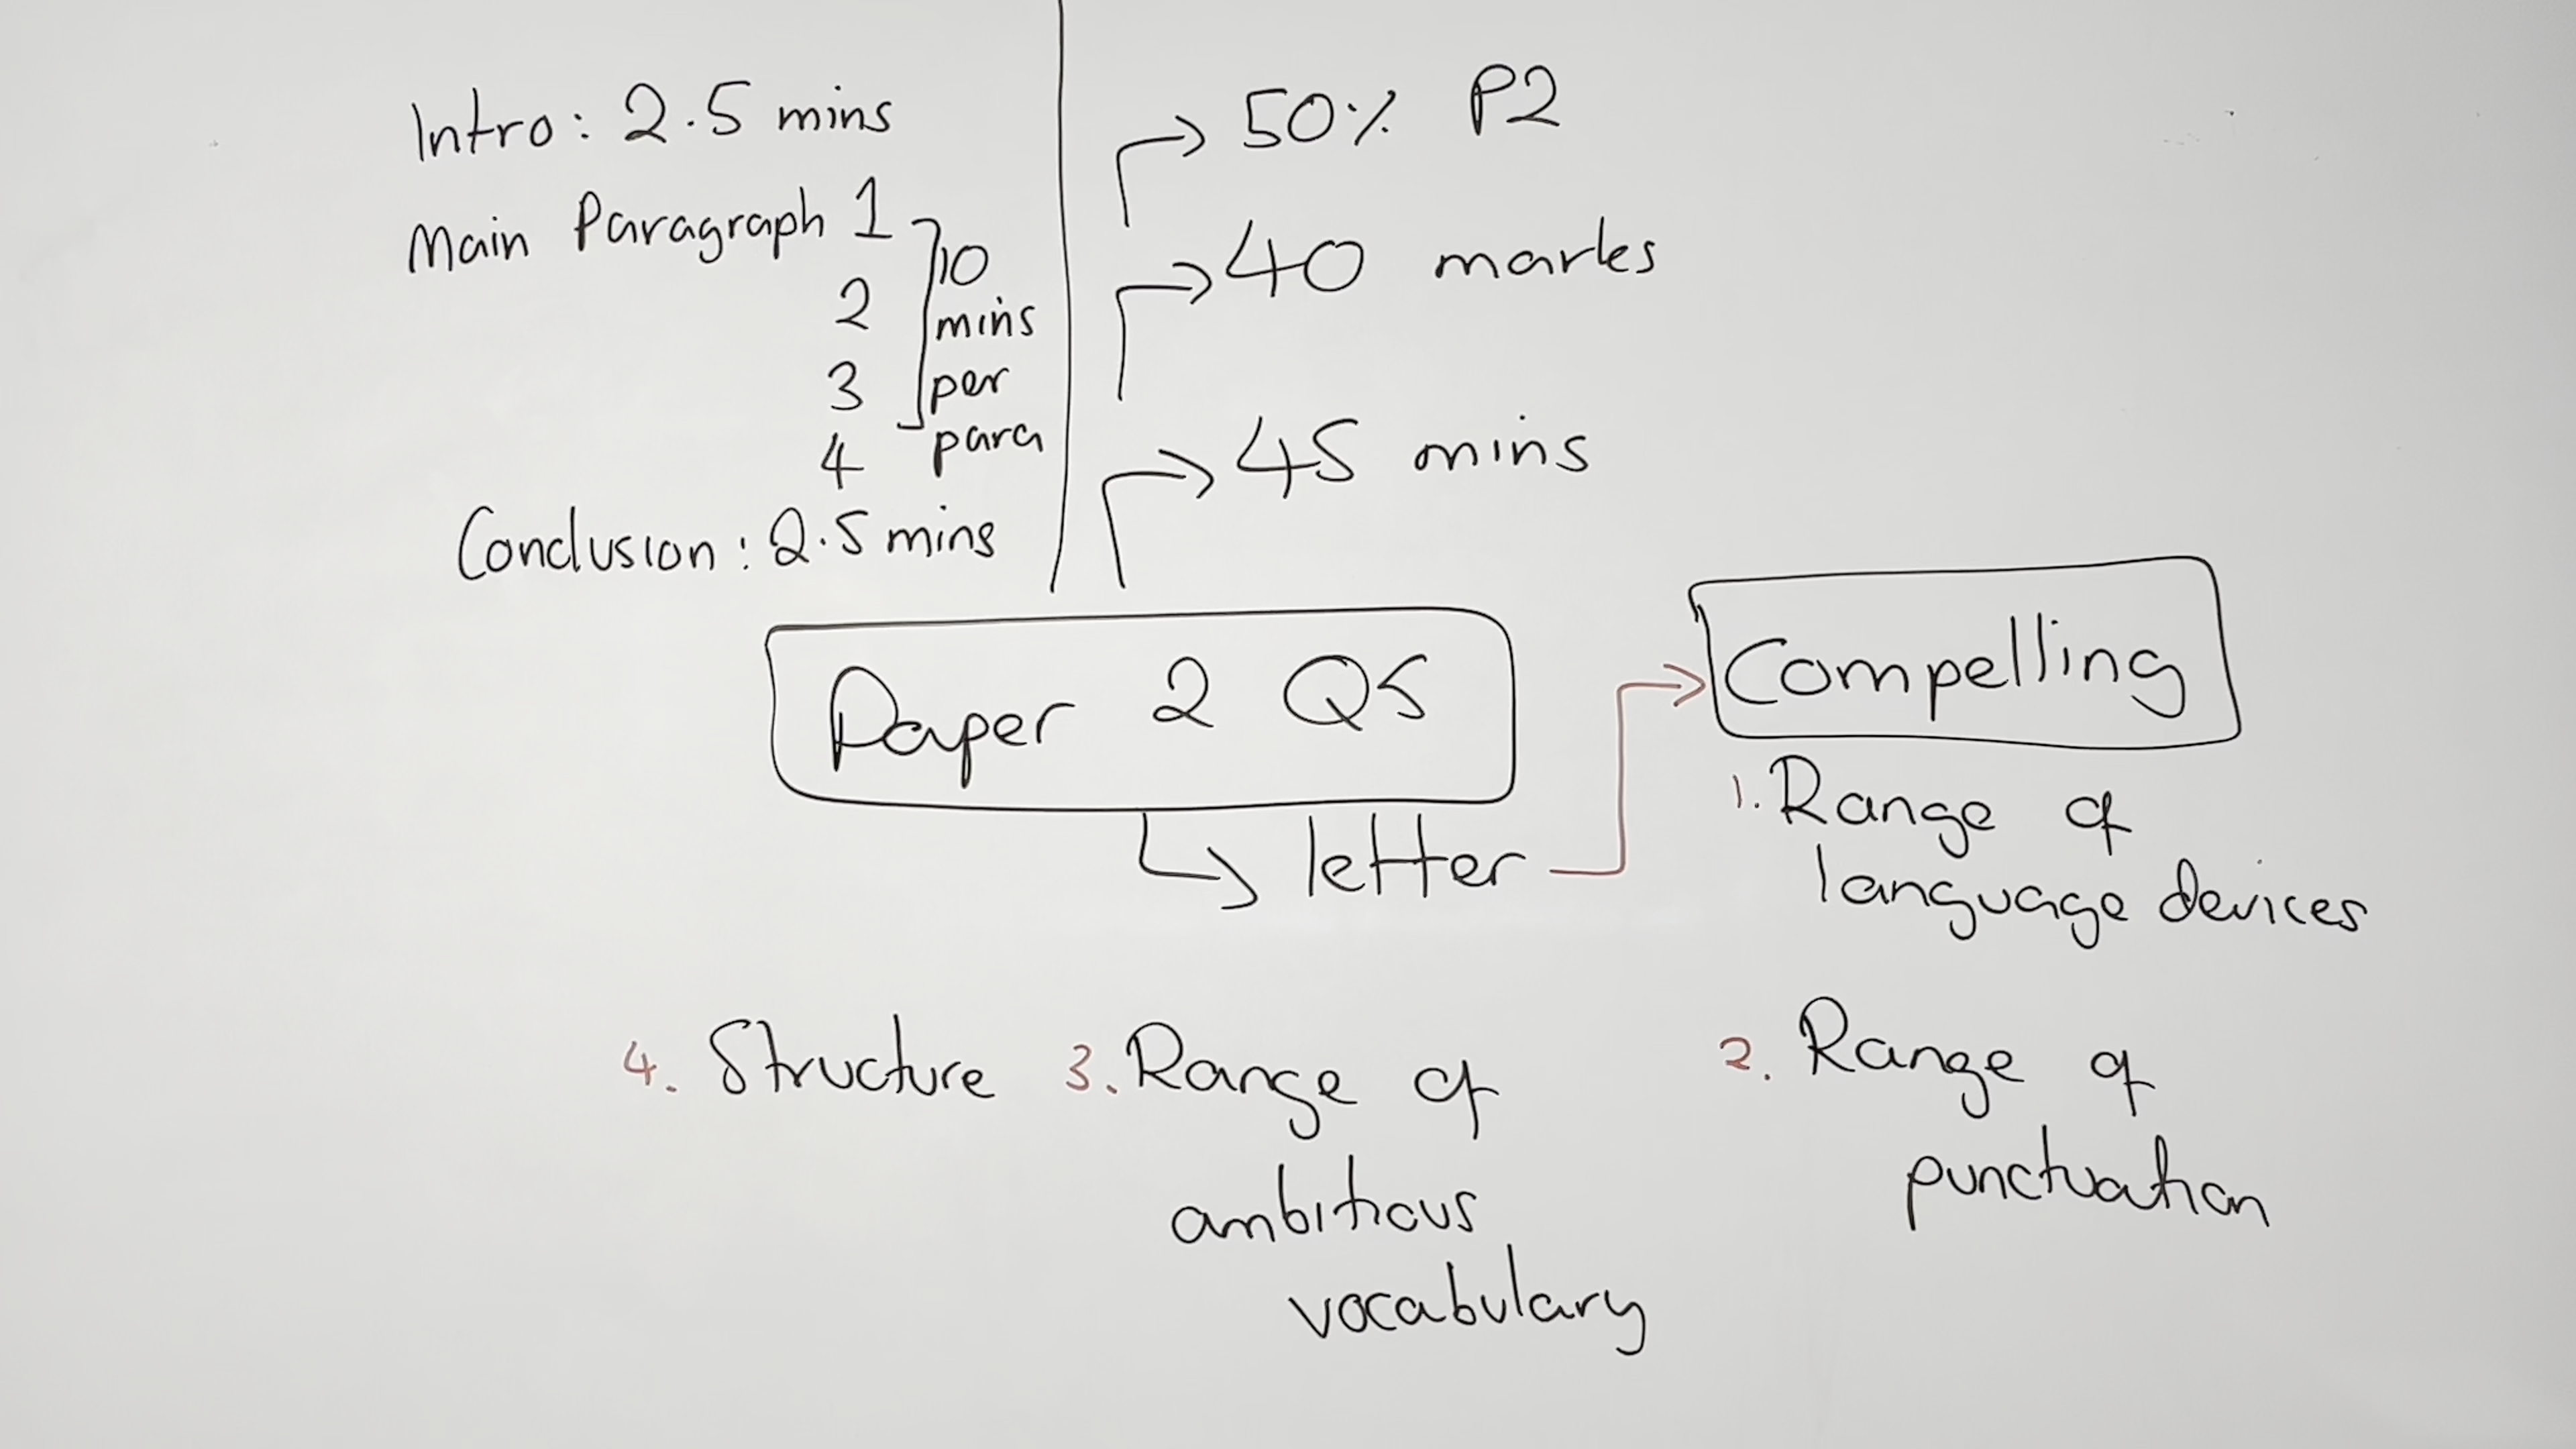 Intro: 2.5 mins
Main Paragraph 1
2
3
4
10
mins
per
para
Conclusion: 2.5 mins
50% P2
40 marks
45 mins
Paper 2 Q5
letter
Compelling
1. Range of
language devices
2. Range of
punctuation
3. Range of
ambitious
vocabulary
4. Structure